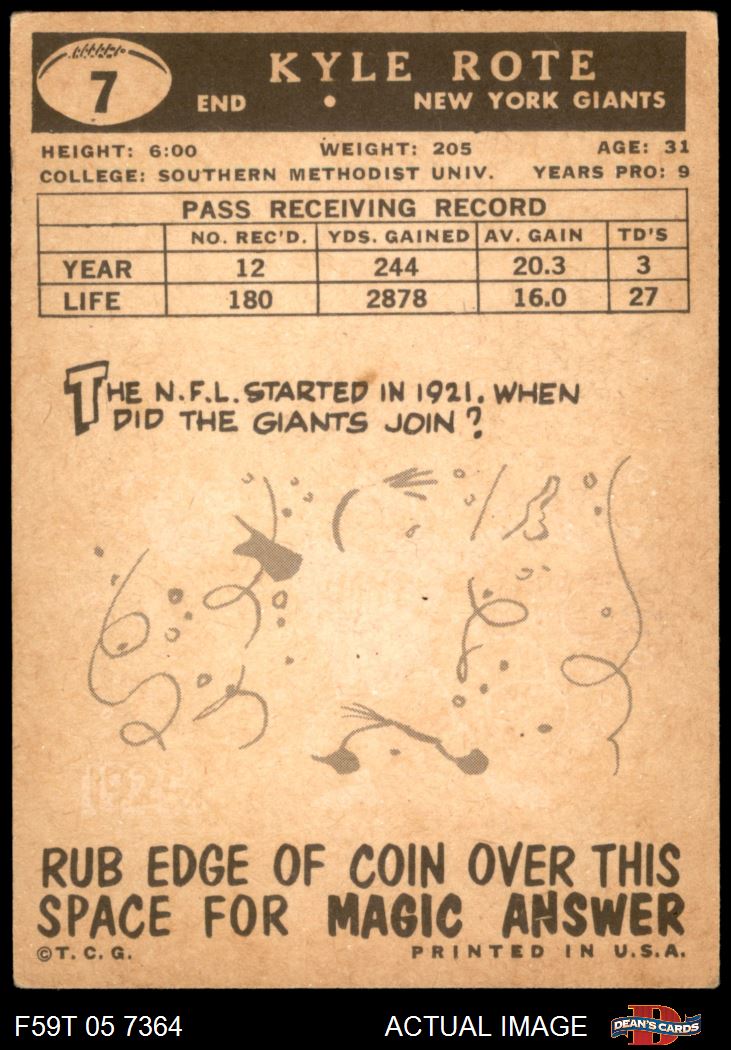 7
KYLE ROTE
END • NEW YORK GIANTS
HEIGHT: 6:00 WEIGHT: 205 AGE: 31
COLLEGE: SOUTHERN METHODIST UNIV. YEARS PRO: 9
PASS RECEIVING RECORD
NO. REC'D. YDS. GAINED AV. GAIN TD'S
YEAR 12 244 20.3 3
LIFE 180 2878 16.0 27
THE N.F.L. STARTED IN 1921. WHEN
DID THE GIANTS JOIN?
RUB EDGE OF COIN OVER THIS
SPACE FOR MAGIC ANSWER
©T.C.G. PRINTED IN U.S.A.
F59T 05 7364 ACTUAL IMAGE DEAN'S CARDS